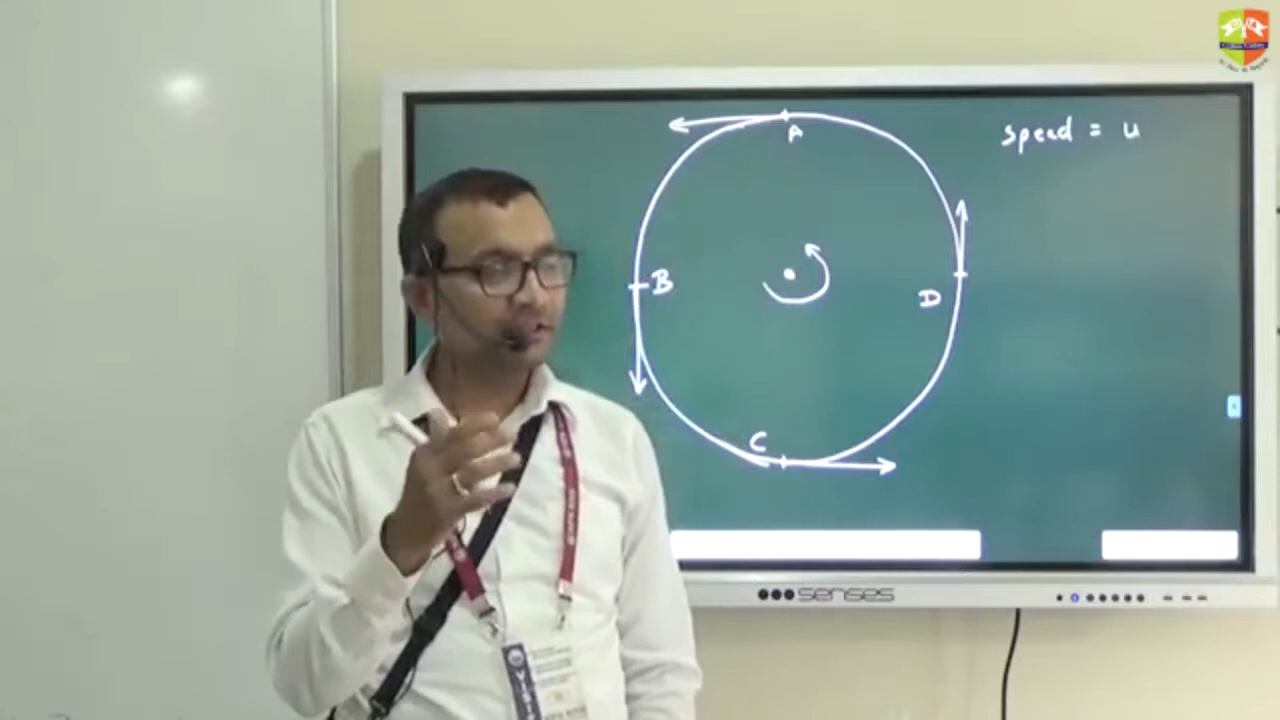 A
speed = u
B
D
C
senses